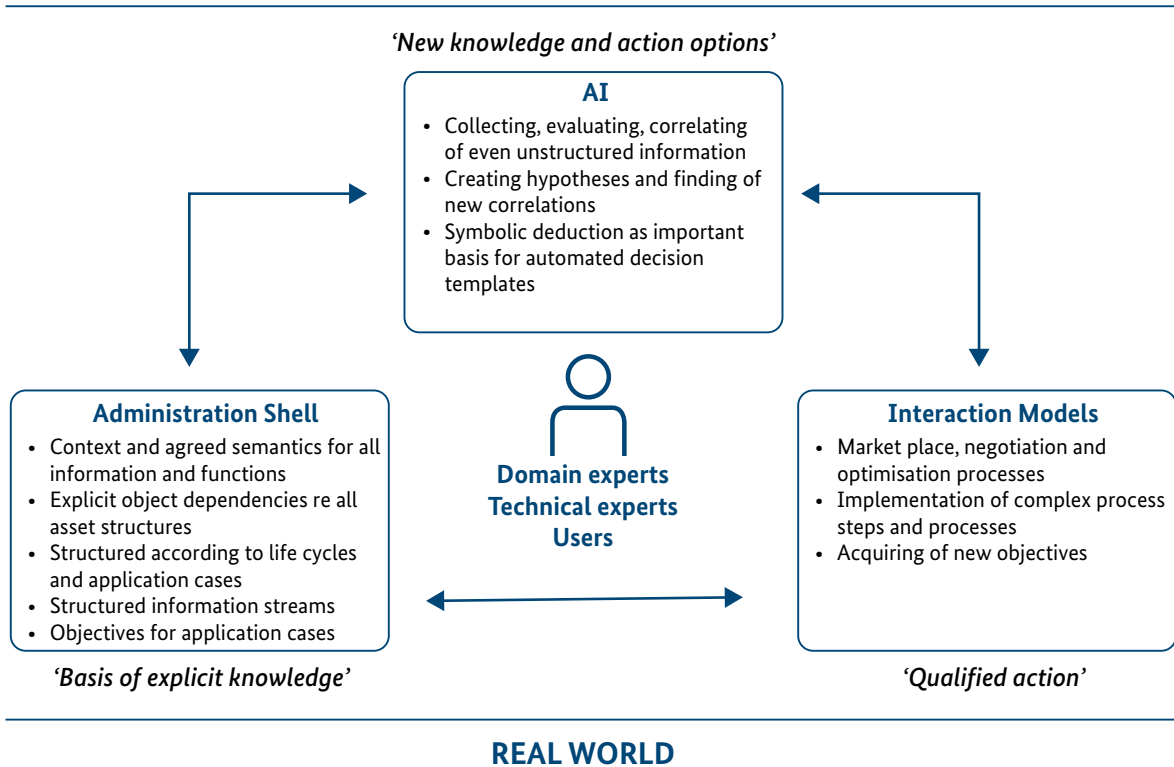 ‘New knowledge and action options’
AI
• Collecting, evaluating, correlating
of even unstructured information
• Creating hypotheses and finding of
new correlations
• Symbolic deduction as important
basis for automated decision
templates
Administration Shell
• Context and agreed semantics for all
information and functions
• Explicit object dependencies re all
asset structures
• Structured according to life cycles
and application cases
• Structured information streams
• Objectives for application cases
‘Basis of explicit knowledge’
Domain experts
Technical experts
Users
Interaction Models
• Market place, negotiation and
optimisation processes
• Implementation of complex process
steps and processes
• Acquiring of new objectives
‘Qualified action’
REAL WORLD